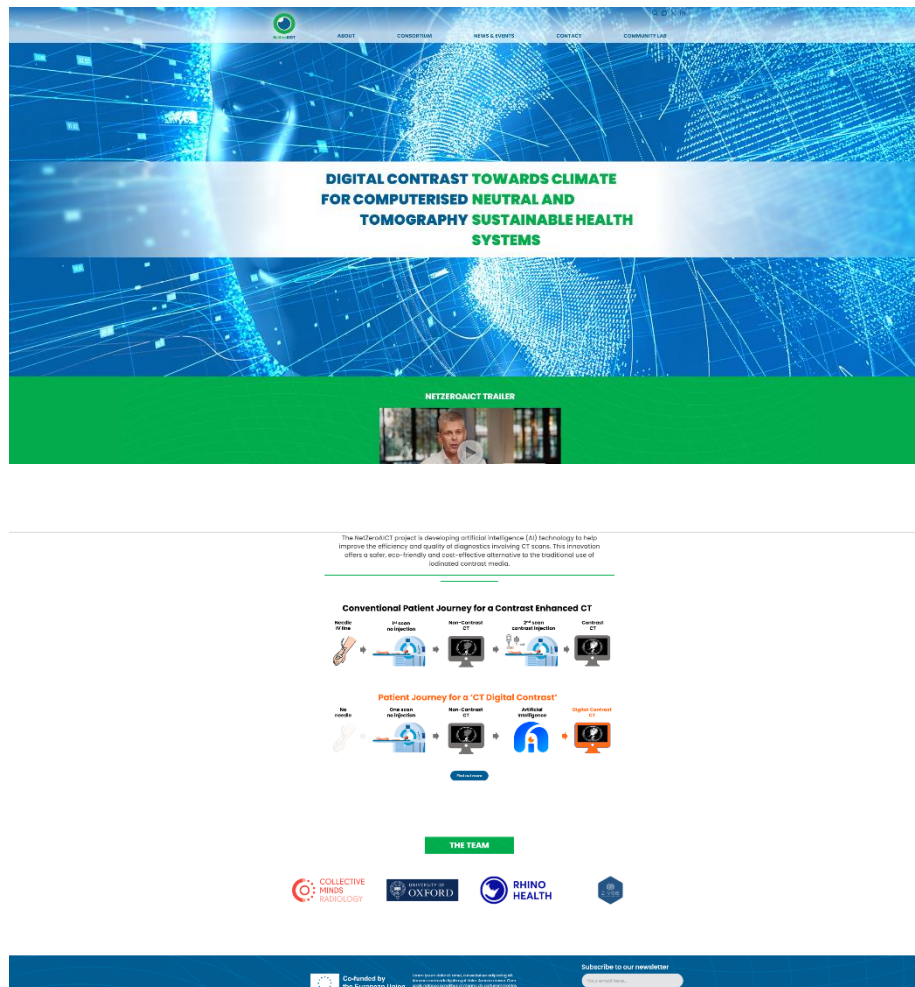 ABOUT CONSORTIUM NEWS & EVENTS CONTACT COMMUNITY LAB
DIGITAL CONTRAST TOWARDS CLIMATE
FOR COMPUTERISED NEUTRAL AND
TOMOGRAPHY SUSTAINABLE HEALTH
SYSTEMS
NETZEROAICT TRAILER
The NetZeroAICT project is developing artificial intelligence (AI) technology to help
improve the efficiency and quality of diagnostics involving CT scans. This innovation
offers a safer, eco-friendly and cost-effective alternative to the traditional use of
iodinated contrast media.
Conventional Patient Journey for a Contrast Enhanced CT
Needle 1st scan Non-Contrast 2nd scan Contrast
IV line no injection CT contrast injection CT
Patient Journey for a ‘CT Digital Contrast’
No One scan Non-Contrast Artificial Digital Contrast
needle no injection CT Intelligence CT
Find out more
THE TEAM
COLLECTIVE
MINDS
RADIOLOGY
UNIVERSITY OF
OXFORD
RHINO
HEALTH
Subscribe to our newsletter
Co-funded by
the European Union
Your email here...